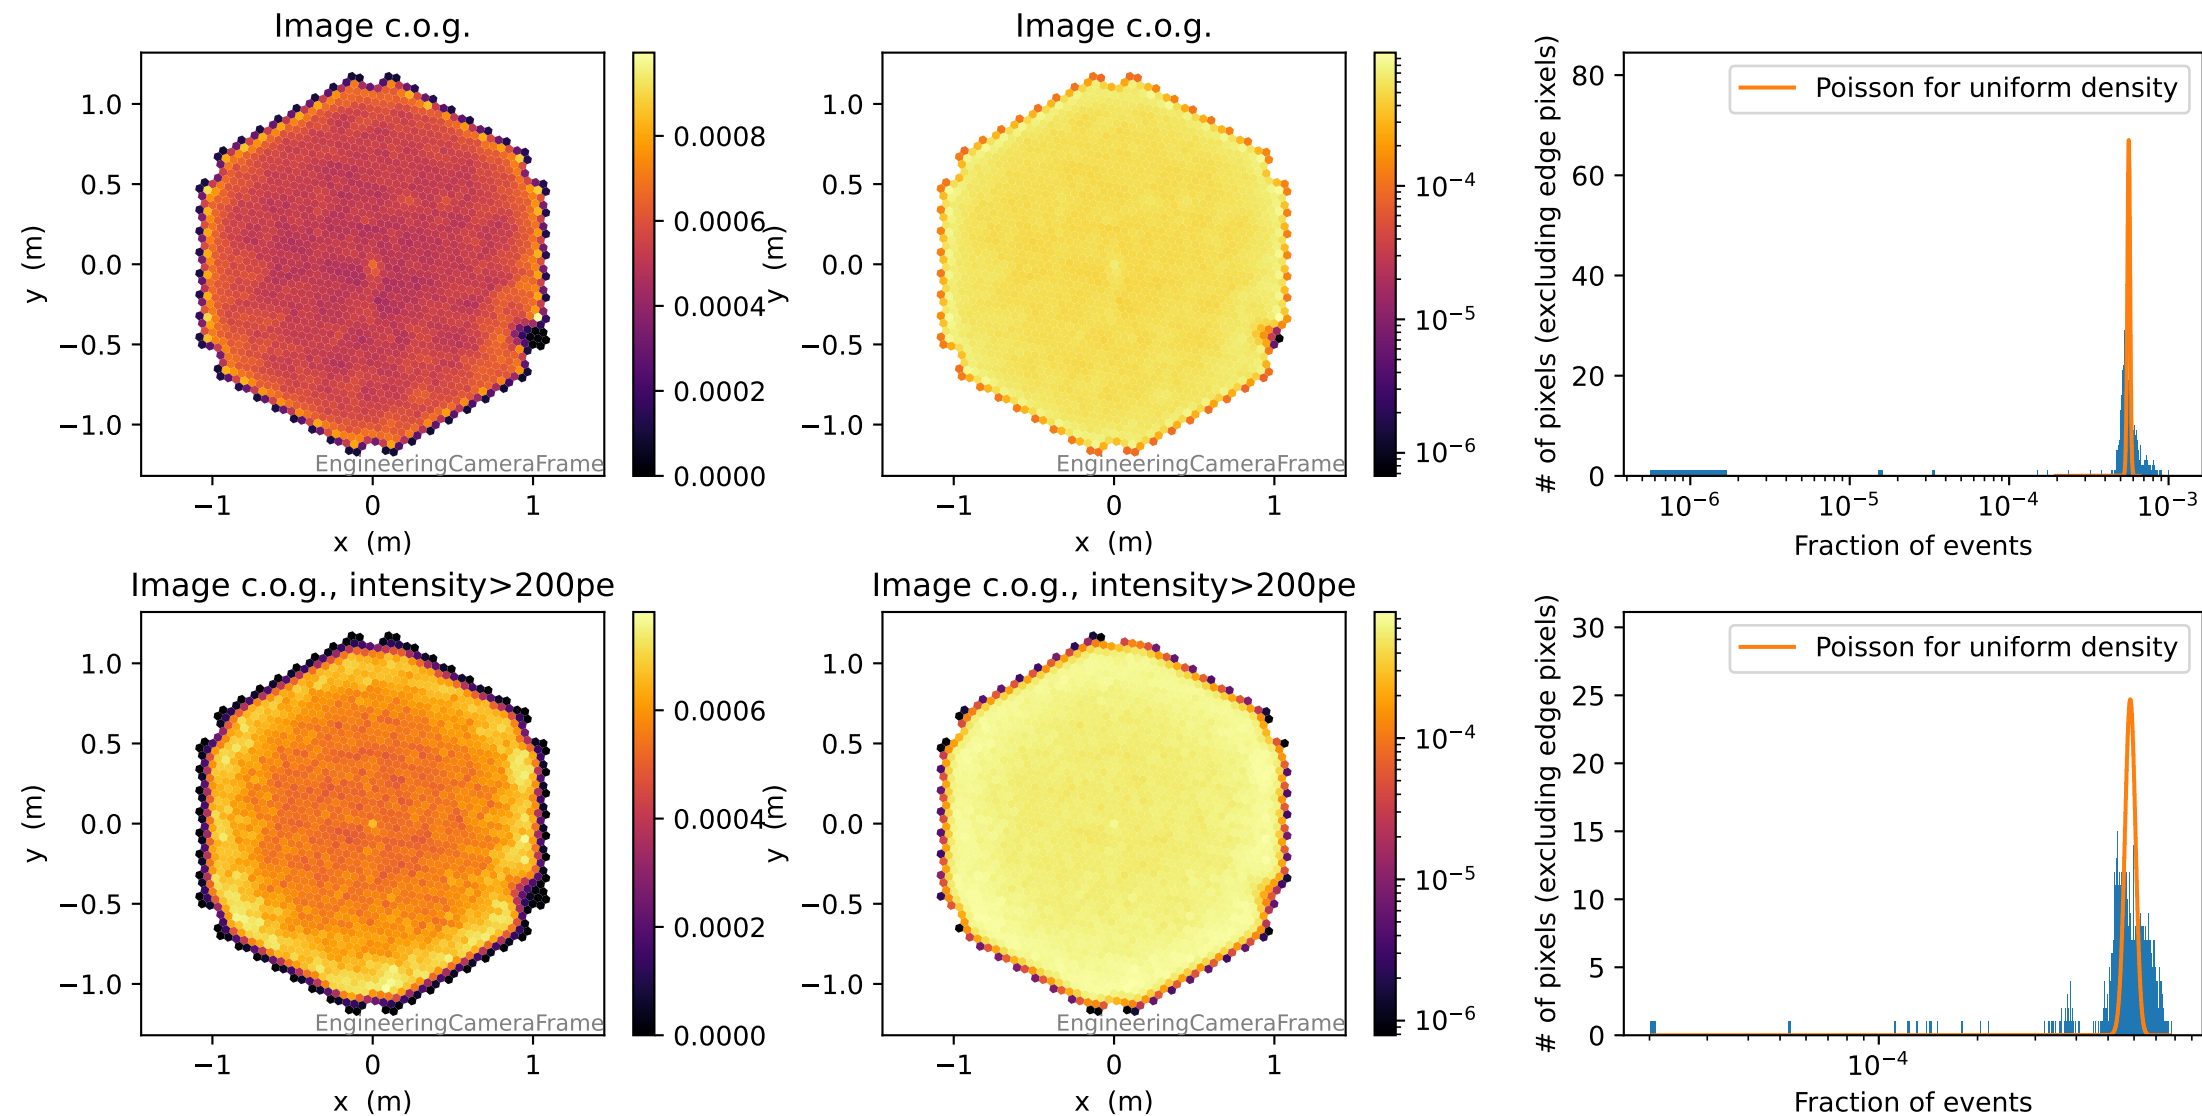 Image c.o.g.
1.0
0.5
0.0
−0.5
−1.0
y (m)
−1
0
1
x (m)
EngineeringCameraFrame
0.0008
0.0006
0.0004
0.0002
0.0000
Image c.o.g.
1.0
0.5
0.0
−0.5
−1.0
y (m)
−1
0
1
x (m)
EngineeringCameraFrame
10⁻⁴
10⁻⁵
10⁻⁶
# of pixels (excluding edge pixels)
80
60
40
20
0
Poisson for uniform density
10⁻⁶
10⁻⁵
10⁻⁴
10⁻³
Fraction of events
Image c.o.g., intensity>200pe
1.0
0.5
0.0
−0.5
−1.0
y (m)
−1
0
1
x (m)
EngineeringCameraFrame
0.0006
0.0004
0.0002
0.0000
Image c.o.g., intensity>200pe
1.0
0.5
0.0
−0.5
−1.0
y (m)
−1
0
1
x (m)
EngineeringCameraFrame
10⁻⁴
10⁻⁵
10⁻⁶
# of pixels (excluding edge pixels)
30
25
20
15
10
5
0
Poisson for uniform density
10⁻⁴
Fraction of events